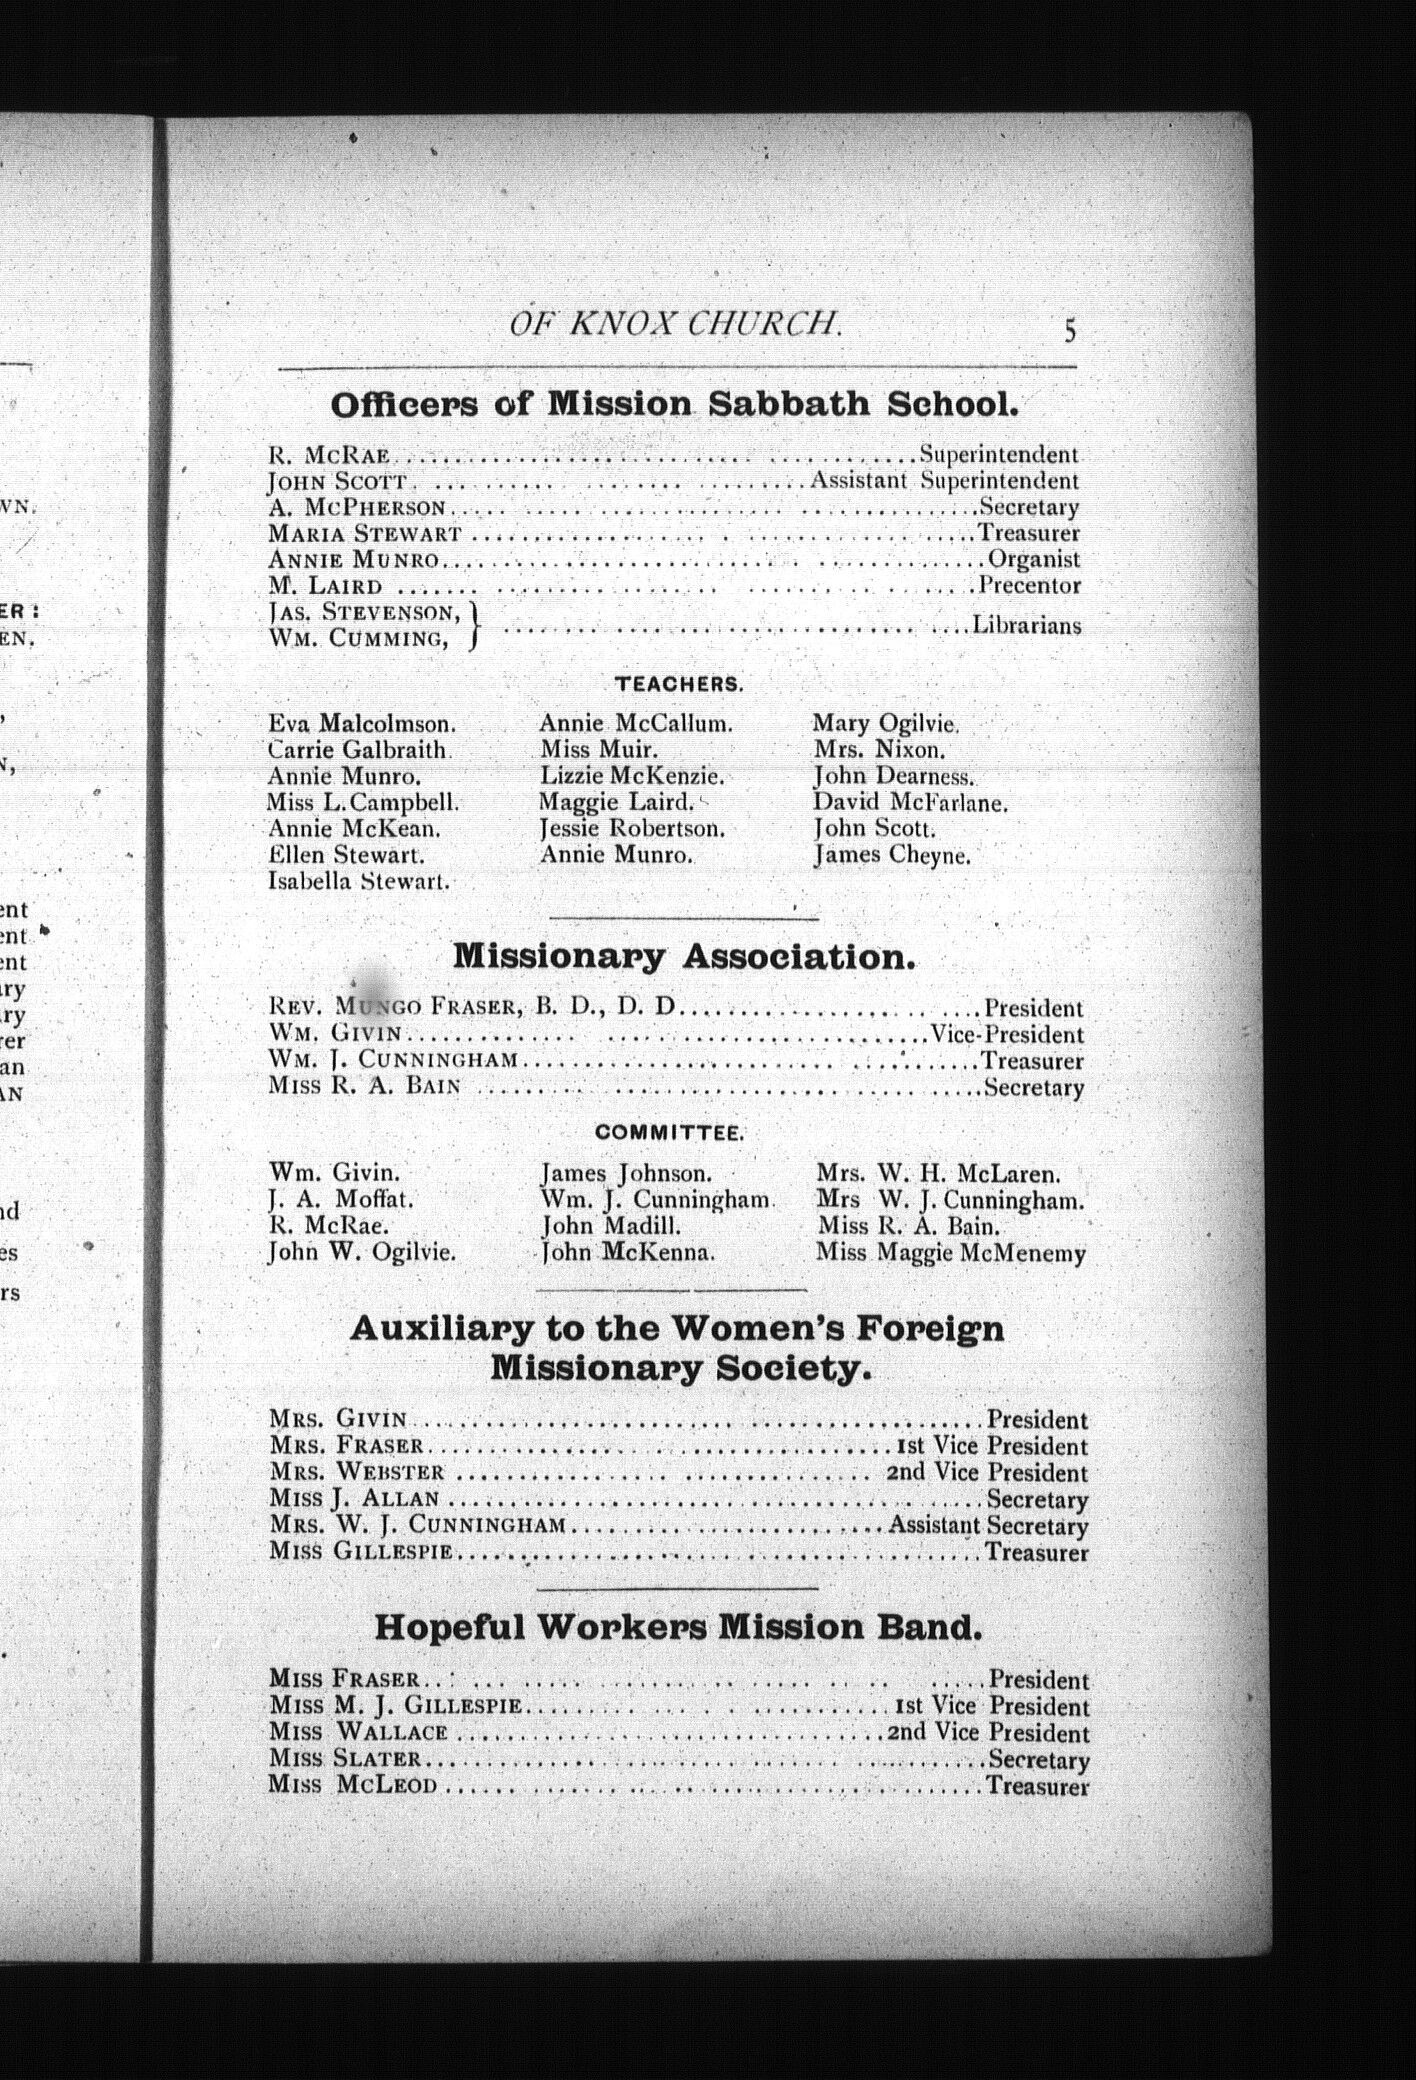 OF KNOX CHURCH. 5
Officers of Mission Sabbath School.
R. McRae. . . . . . . . . . Superintendent
John Scott. . . . . . . . . . Assistant Superintendent
A. McPherson. . . . . . . . . . Secretary
Maria Stewart . . . . . . . . . . Treasurer
Annie Munro. . . . . . . . . . Organist
M. Laird . . . . . . . . . . Precentor
Jas. Stevenson, }
Wm. Cumming, } . . . . . . . . . . Librarians
TEACHERS.
Eva Malcolmson. Annie McCallum. Mary Ogilvie.
Carrie Galbraith. Miss Muir. Mrs. Nixon.
Annie Munro. Lizzie McKenzie. John Dearness.
Miss L. Campbell. Maggie Laird. David McFarlane.
Annie McKean. Jessie Robertson. John Scott.
Ellen Stewart. Annie Munro. James Cheyne.
Isabella Stewart.
Missionary Association.
Rev. Mungo Fraser, B. D., D. D. . . . . . . . . . . President
Wm. Givin. . . . . . . . . . Vice-President
Wm. J. Cunningham. . . . . . . . . . Treasurer
Miss R. A. Bain . . . . . . . . . . Secretary
COMMITTEE.
Wm. Givin. James Johnson. Mrs. W. H. McLaren.
J. A. Moffat. Wm. J. Cunningham. Mrs W. J. Cunningham.
R. McRae. John Madill. Miss R. A. Bain.
John W. Ogilvie. John McKenna. Miss Maggie McMenemy
Auxiliary to the Women's Foreign
Missionary Society.
Mrs. Givin . . . . . . . . . . President
Mrs. Fraser. . . . . . . . . . 1st Vice President
Mrs. Webster . . . . . . . . . . 2nd Vice President
Miss J. Allan . . . . . . . . . . Secretary
Mrs. W. J. Cunningham. . . . . . . . . . Assistant Secretary
Miss Gillespie. . . . . . . . . . Treasurer
Hopeful Workers Mission Band.
Miss Fraser. . . . . . . . . . President
Miss M. J. Gillespie. . . . . . . . . . 1st Vice President
Miss Wallace . . . . . . . . . . 2nd Vice President
Miss Slater. . . . . . . . . . Secretary
Miss McLeod . . . . . . . . . . Treasurer